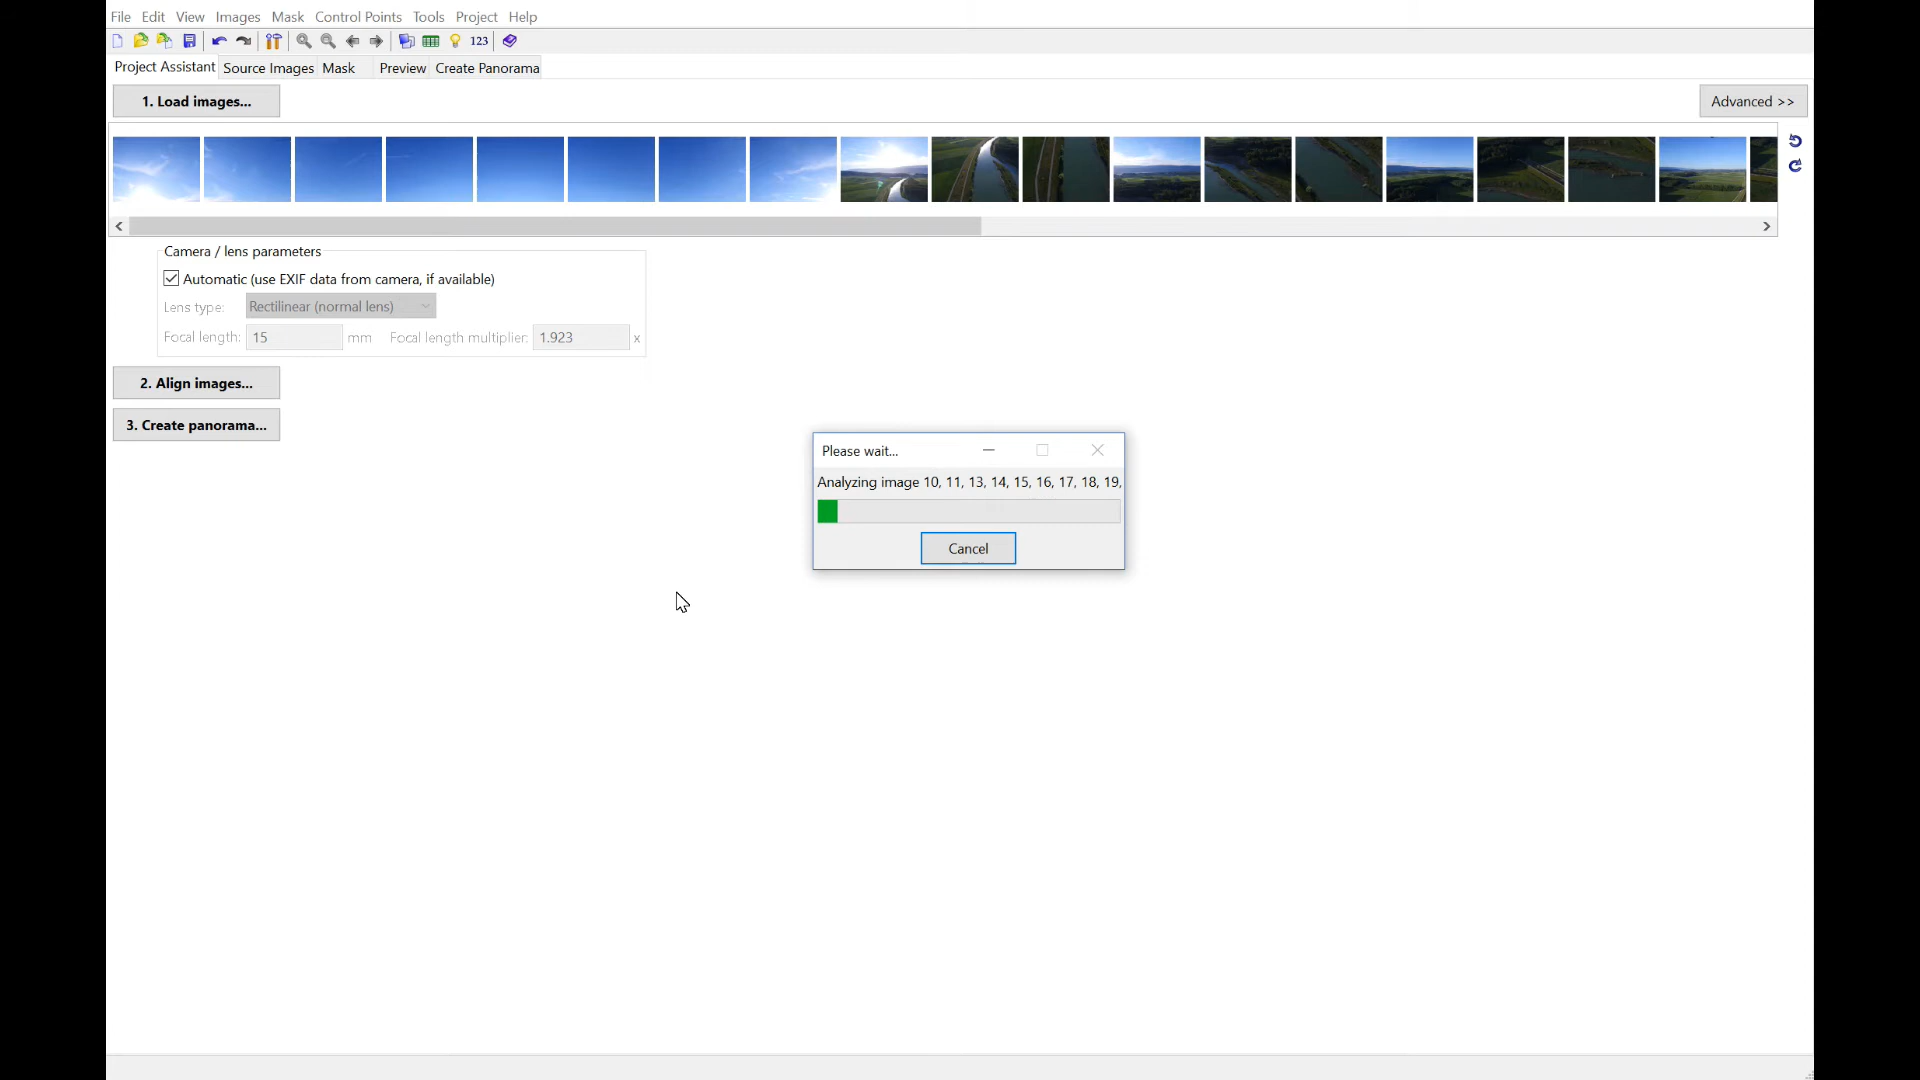 File Edit View Images Mask Control Points Tools Project Help
123
Project Assistant Source Images Mask Preview Create Panorama
1. Load images...
Advanced >>
Camera / lens parameters
Automatic (use EXIF data from camera, if available)
Lens type: Rectilinear (normal lens)
Focal length: 15 mm Focal length multiplier: 1.923 x
2. Align images...
3. Create panorama...
Please wait...
Analyzing image 10, 11, 13, 14, 15, 16, 17, 18, 19,
Cancel